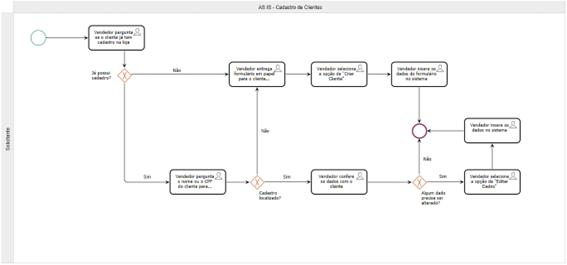 AS IS - Cadastro de Clientes
Solicitante
Vendedor pergunta
se o cliente já tem
cadastro na loja
Já possui
cadastro?
Não
Vendedor entrega
formulário em papel
para o cliente...
Vendedor seleciona
a opção de "Criar
Cliente"
Vendedor insere os
dados do formulário
no sistema
Vendedor insere os
dados no sistema
Não
Não
Sim
Vendedor pergunta
o nome ou o CPF
do cliente para...
Sim
Cadastro
localizado?
Vendedor confere
os dados com o
cliente
Sim
Algum dado
precisa ser
alterado?
Vendedor seleciona
a opção de "Editar
Dados"